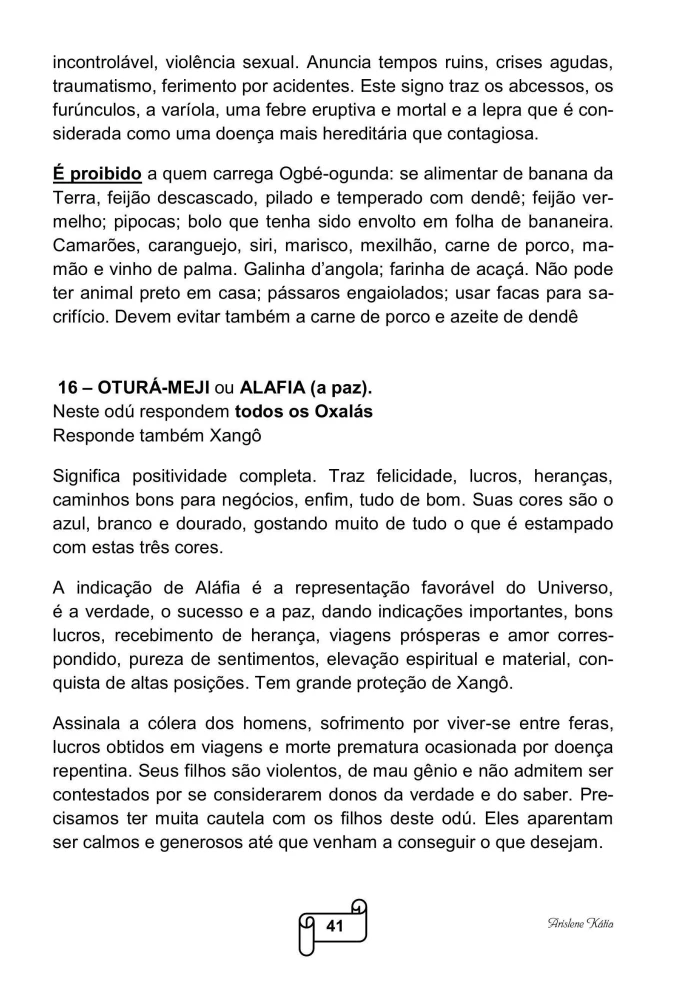 incontrolável, violência sexual. Anuncia tempos ruins, crises agudas,
traumatismo, ferimento por acidentes. Este signo traz os abcessos, os
furúnculos, a varíola, uma febre eruptiva e mortal e a lepra que é con-
siderada como uma doença mais hereditária que contagiosa.
É proibido a quem carrega Ogbé-ogunda: se alimentar de banana da
Terra, feijão descascado, pilado e temperado com dendê; feijão ver-
melho; pipocas; bolo que tenha sido envolto em folha de bananeira.
Camarões, caranguejo, siri, marisco, mexilhão, carne de porco, ma-
mão e vinho de palma. Galinha d’angola; farinha de acaçá. Não pode
ter animal preto em casa; pássaros engaiolados; usar facas para sa-
crifício. Devem evitar também a carne de porco e azeite de dendê
16 – OTURÁ-MEJI ou ALAFIA (a paz).
Neste odú respondem todos os Oxalás
Responde também Xangô
Significa positividade completa. Traz felicidade, lucros, heranças,
caminhos bons para negócios, enfim, tudo de bom. Suas cores são o
azul, branco e dourado, gostando muito de tudo o que é estampado
com estas três cores.
A indicação de Aláfia é a representação favorável do Universo,
é a verdade, o sucesso e a paz, dando indicações importantes, bons
lucros, recebimento de herança, viagens prósperas e amor corres-
pondido, pureza de sentimentos, elevação espiritual e material, con-
quista de altas posições. Tem grande proteção de Xangô.
Assinala a cólera dos homens, sofrimento por viver-se entre feras,
lucros obtidos em viagens e morte prematura ocasionada por doença
repentina. Seus filhos são violentos, de mau gênio e não admitem ser
contestados por se considerarem donos da verdade e do saber. Pre-
cisamos ter muita cautela com os filhos deste odú. Eles aparentam
ser calmos e generosos até que venham a conseguir o que desejam.
41
Arislene Kátia